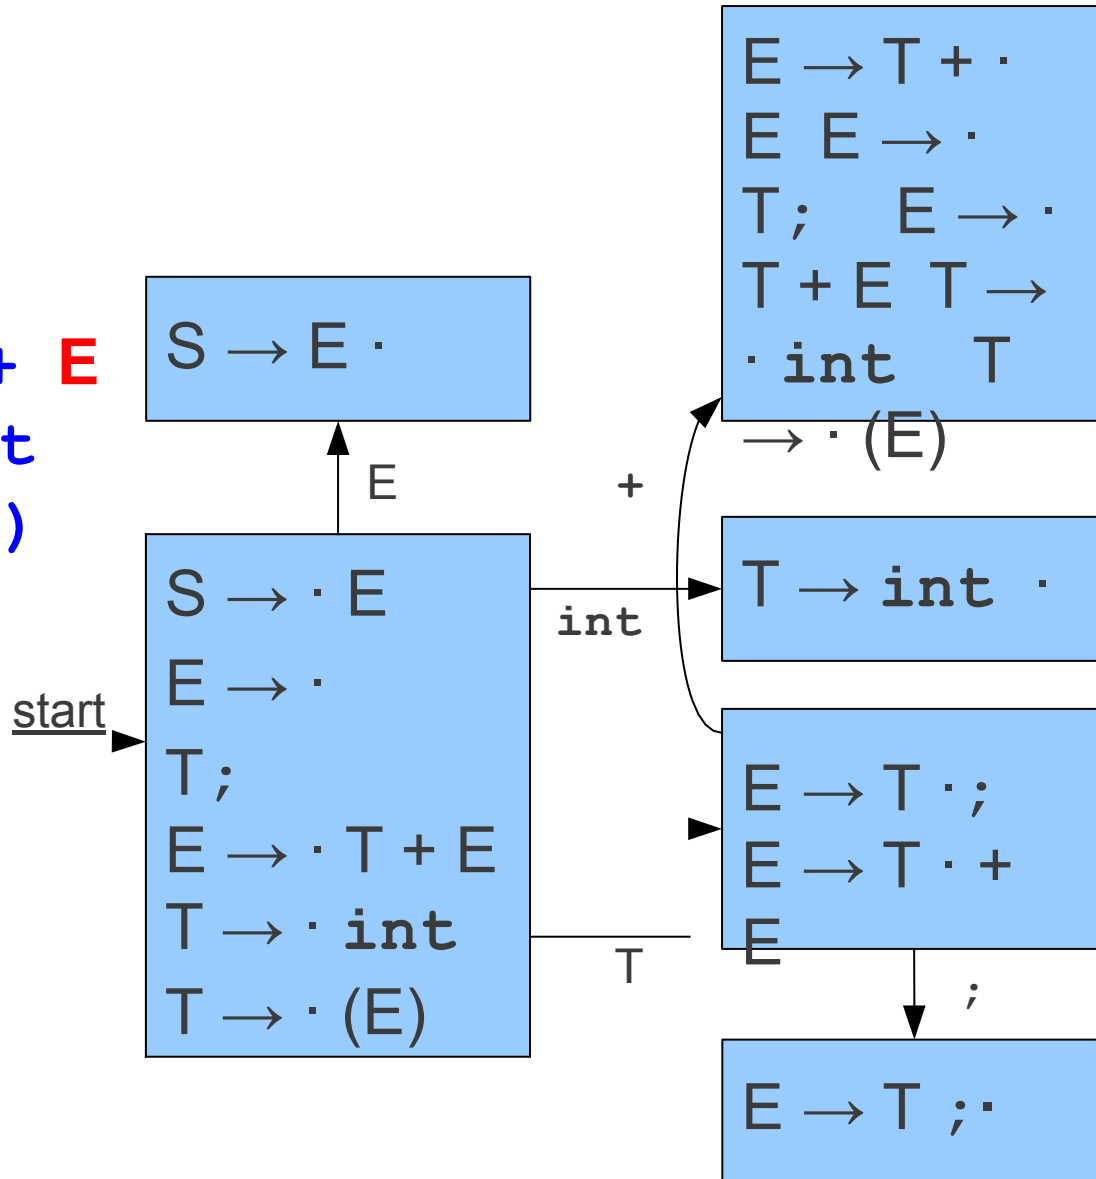 E → T + ·
E E → ·
T; E → ·
T + E T →
· int T
→ · (E)
S → E ·
+ E
t
)
E
+
S → · E
E → ·
T;
E → · T + E
T → · int
T → · (E)
start
int
T → int ·
T
E → T · ;
E → T · +
E
;
E → T ; ·